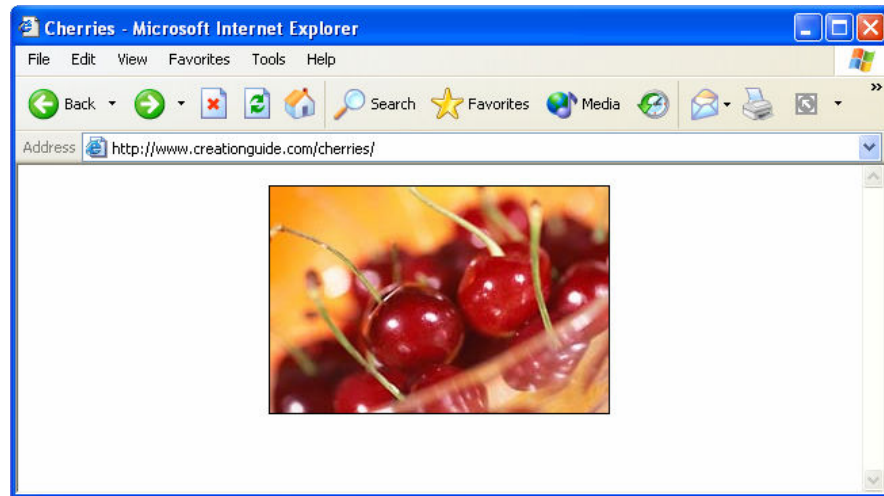 Cherries - Microsoft Internet Explorer
File Edit View Favorites Tools Help
Back Search Favorites Media »
Address http://www.creationguide.com/cherries/